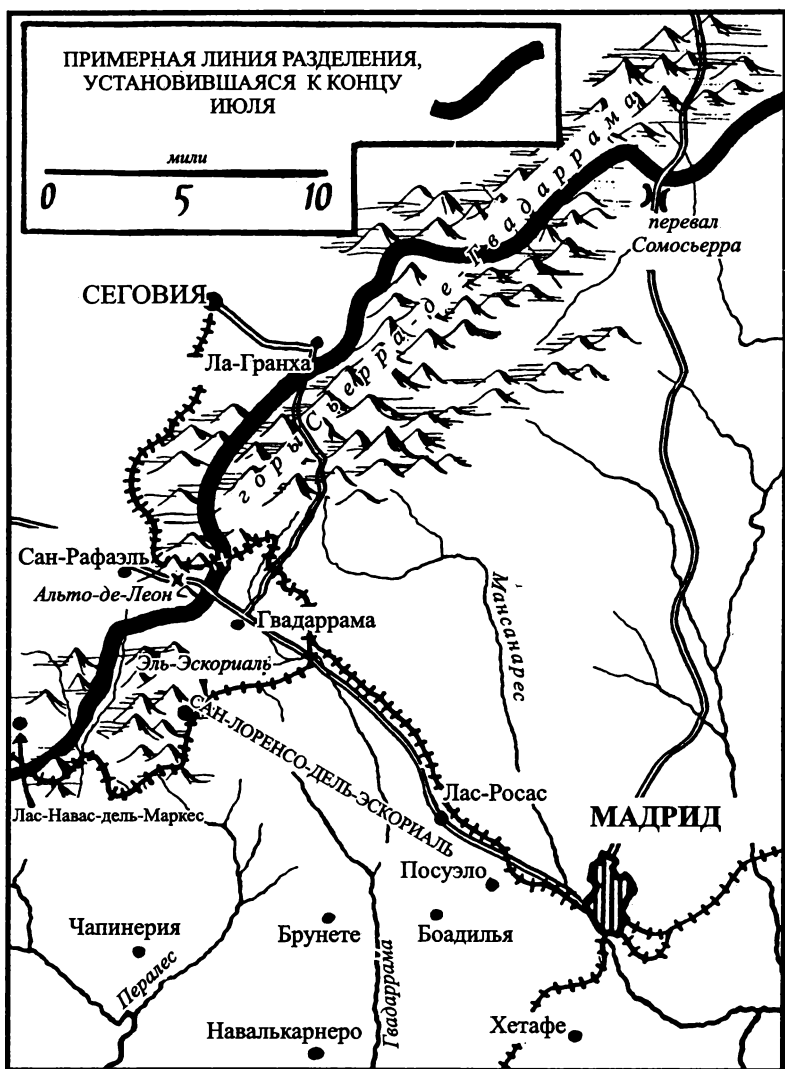 ПРИМЕРНАЯ ЛИНИЯ РАЗДЕЛЕНИЯ,
УСТАНОВИВШАЯСЯ К КОНЦУ
ИЮЛЯ
мили
0 5 10
перевал
Сомосьерра
горы Сьерра-де-Гвадаррама
СЕГОВИЯ
Ла-Гранха
Сан-Рафаэль
Альто-де-Леон
Гвадаррама
Мансанарес
Эль-Эскориаль
САН-ЛОРЕНСО-ДЕЛЬ-ЭСКОРИАЛЬ
Лас-Навас-дель-Маркес
Лас-Росас
МАДРИД
Посуэло
Чапинерия
Брунете
Боадилья
Пералес
Гвадаррама
Навалькарнеро
Хетафе